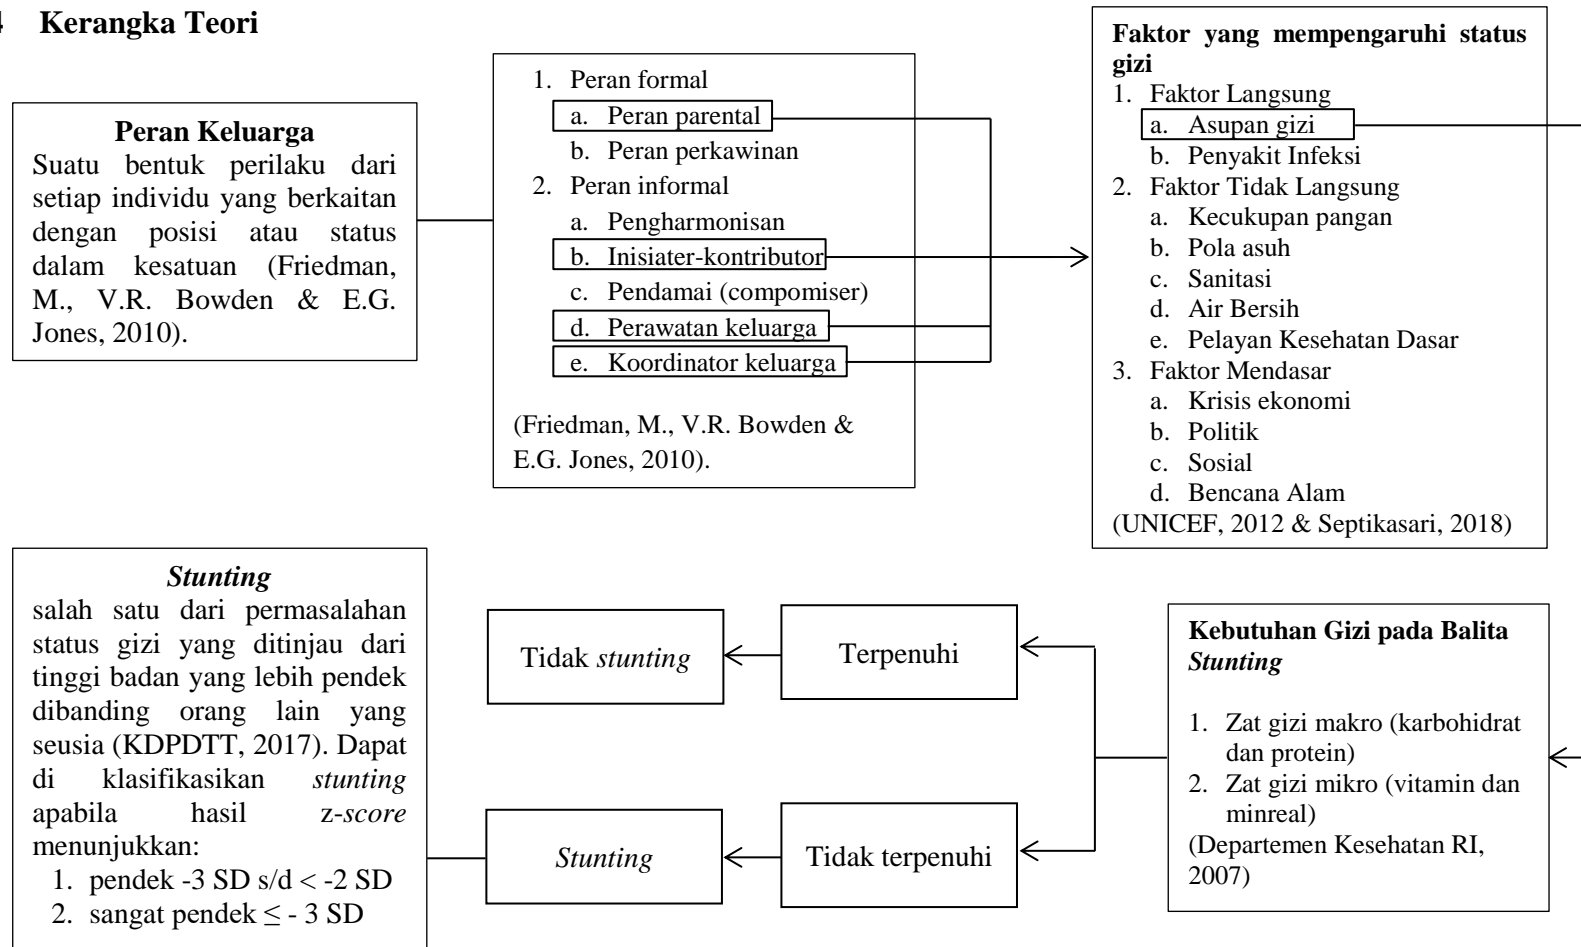 4 Kerangka Teori
Peran Keluarga
Suatu bentuk perilaku dari
setiap individu yang berkaitan
dengan posisi atau status
dalam kesatuan (Friedman,
M., V.R. Bowden & E.G.
Jones, 2010).
1. Peran formal
a. Peran parental
b. Peran perkawinan
2. Peran informal
a. Pengharmonisan
b. Inisiater-kontributor
c. Pendamai (compomiser)
d. Perawatan keluarga
e. Koordinator keluarga
(Friedman, M., V.R. Bowden &
E.G. Jones, 2010).
Faktor yang mempengaruhi status
gizi
1. Faktor Langsung
a. Asupan gizi
b. Penyakit Infeksi
2. Faktor Tidak Langsung
a. Kecukupan pangan
b. Pola asuh
c. Sanitasi
d. Air Bersih
e. Pelayan Kesehatan Dasar
3. Faktor Mendasar
a. Krisis ekonomi
b. Politik
c. Sosial
d. Bencana Alam
(UNICEF, 2012 & Septikasari, 2018)
Stunting
salah satu dari permasalahan
status gizi yang ditinjau dari
tinggi badan yang lebih pendek
dibanding orang lain yang
seusia (KDPDTT, 2017). Dapat
di klasifikasikan stunting
apabila hasil z-score
menunjukkan:
1. pendek -3 SD s/d < -2 SD
2. sangat pendek ≤ - 3 SD
Tidak stunting
Terpenuhi
Stunting
Tidak terpenuhi
Kebutuhan Gizi pada Balita
Stunting
1. Zat gizi makro (karbohidrat
dan protein)
2. Zat gizi mikro (vitamin dan
minreal)
(Departemen Kesehatan RI,
2007)